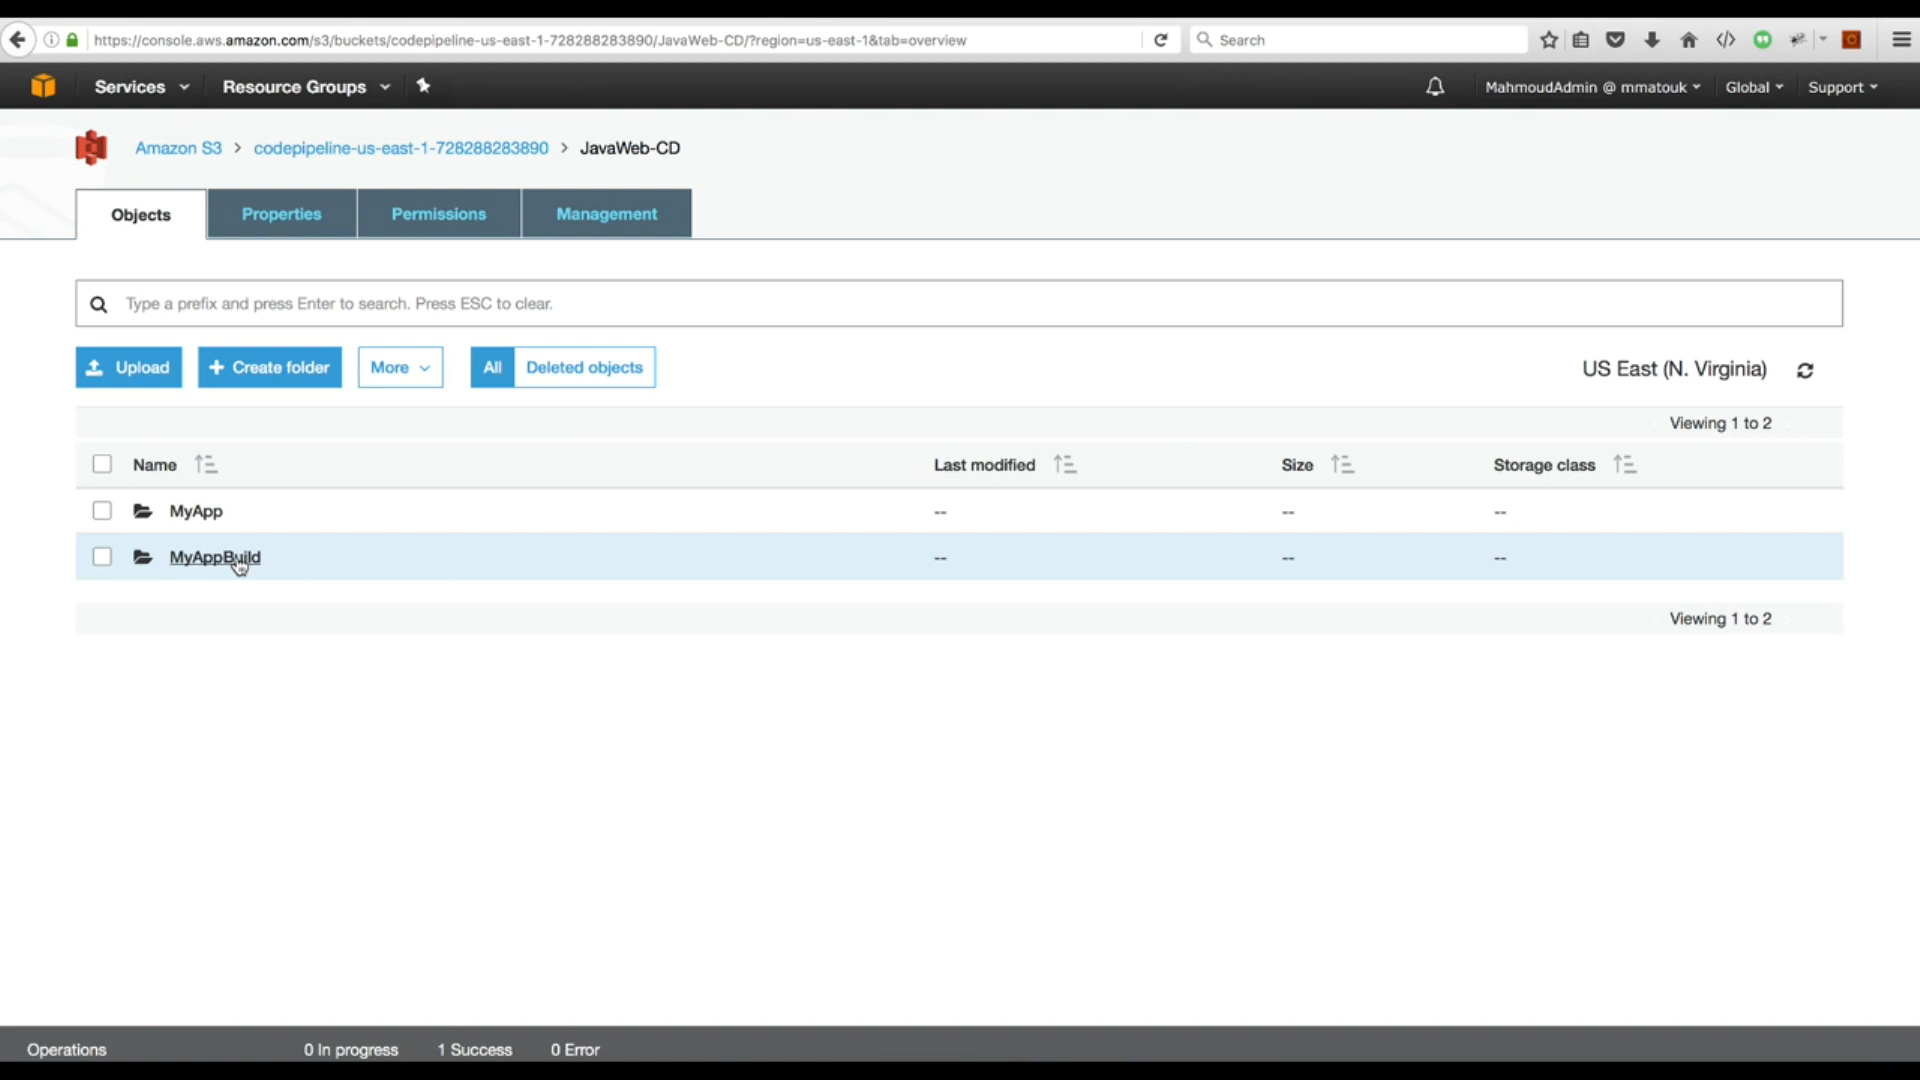 https://console.aws.amazon.com/s3/buckets/codepipeline-us-east-1-728288283890/JavaWeb-CD/?region=us-east-1&tab=overview Search
Services Resource Groups MahmoudAdmin @ mmatouk Global Support
Amazon S3 > codepipeline-us-east-1-728288283890 > JavaWeb-CD
Objects Properties Permissions Management
Type a prefix and press Enter to search. Press ESC to clear.
Upload + Create folder More All Deleted objects US East (N. Virginia)
Viewing 1 to 2
Name Last modified Size Storage class
MyApp -- -- --
MyAppBuild -- -- --
Viewing 1 to 2
Operations 0 In progress 1 Success 0 Error